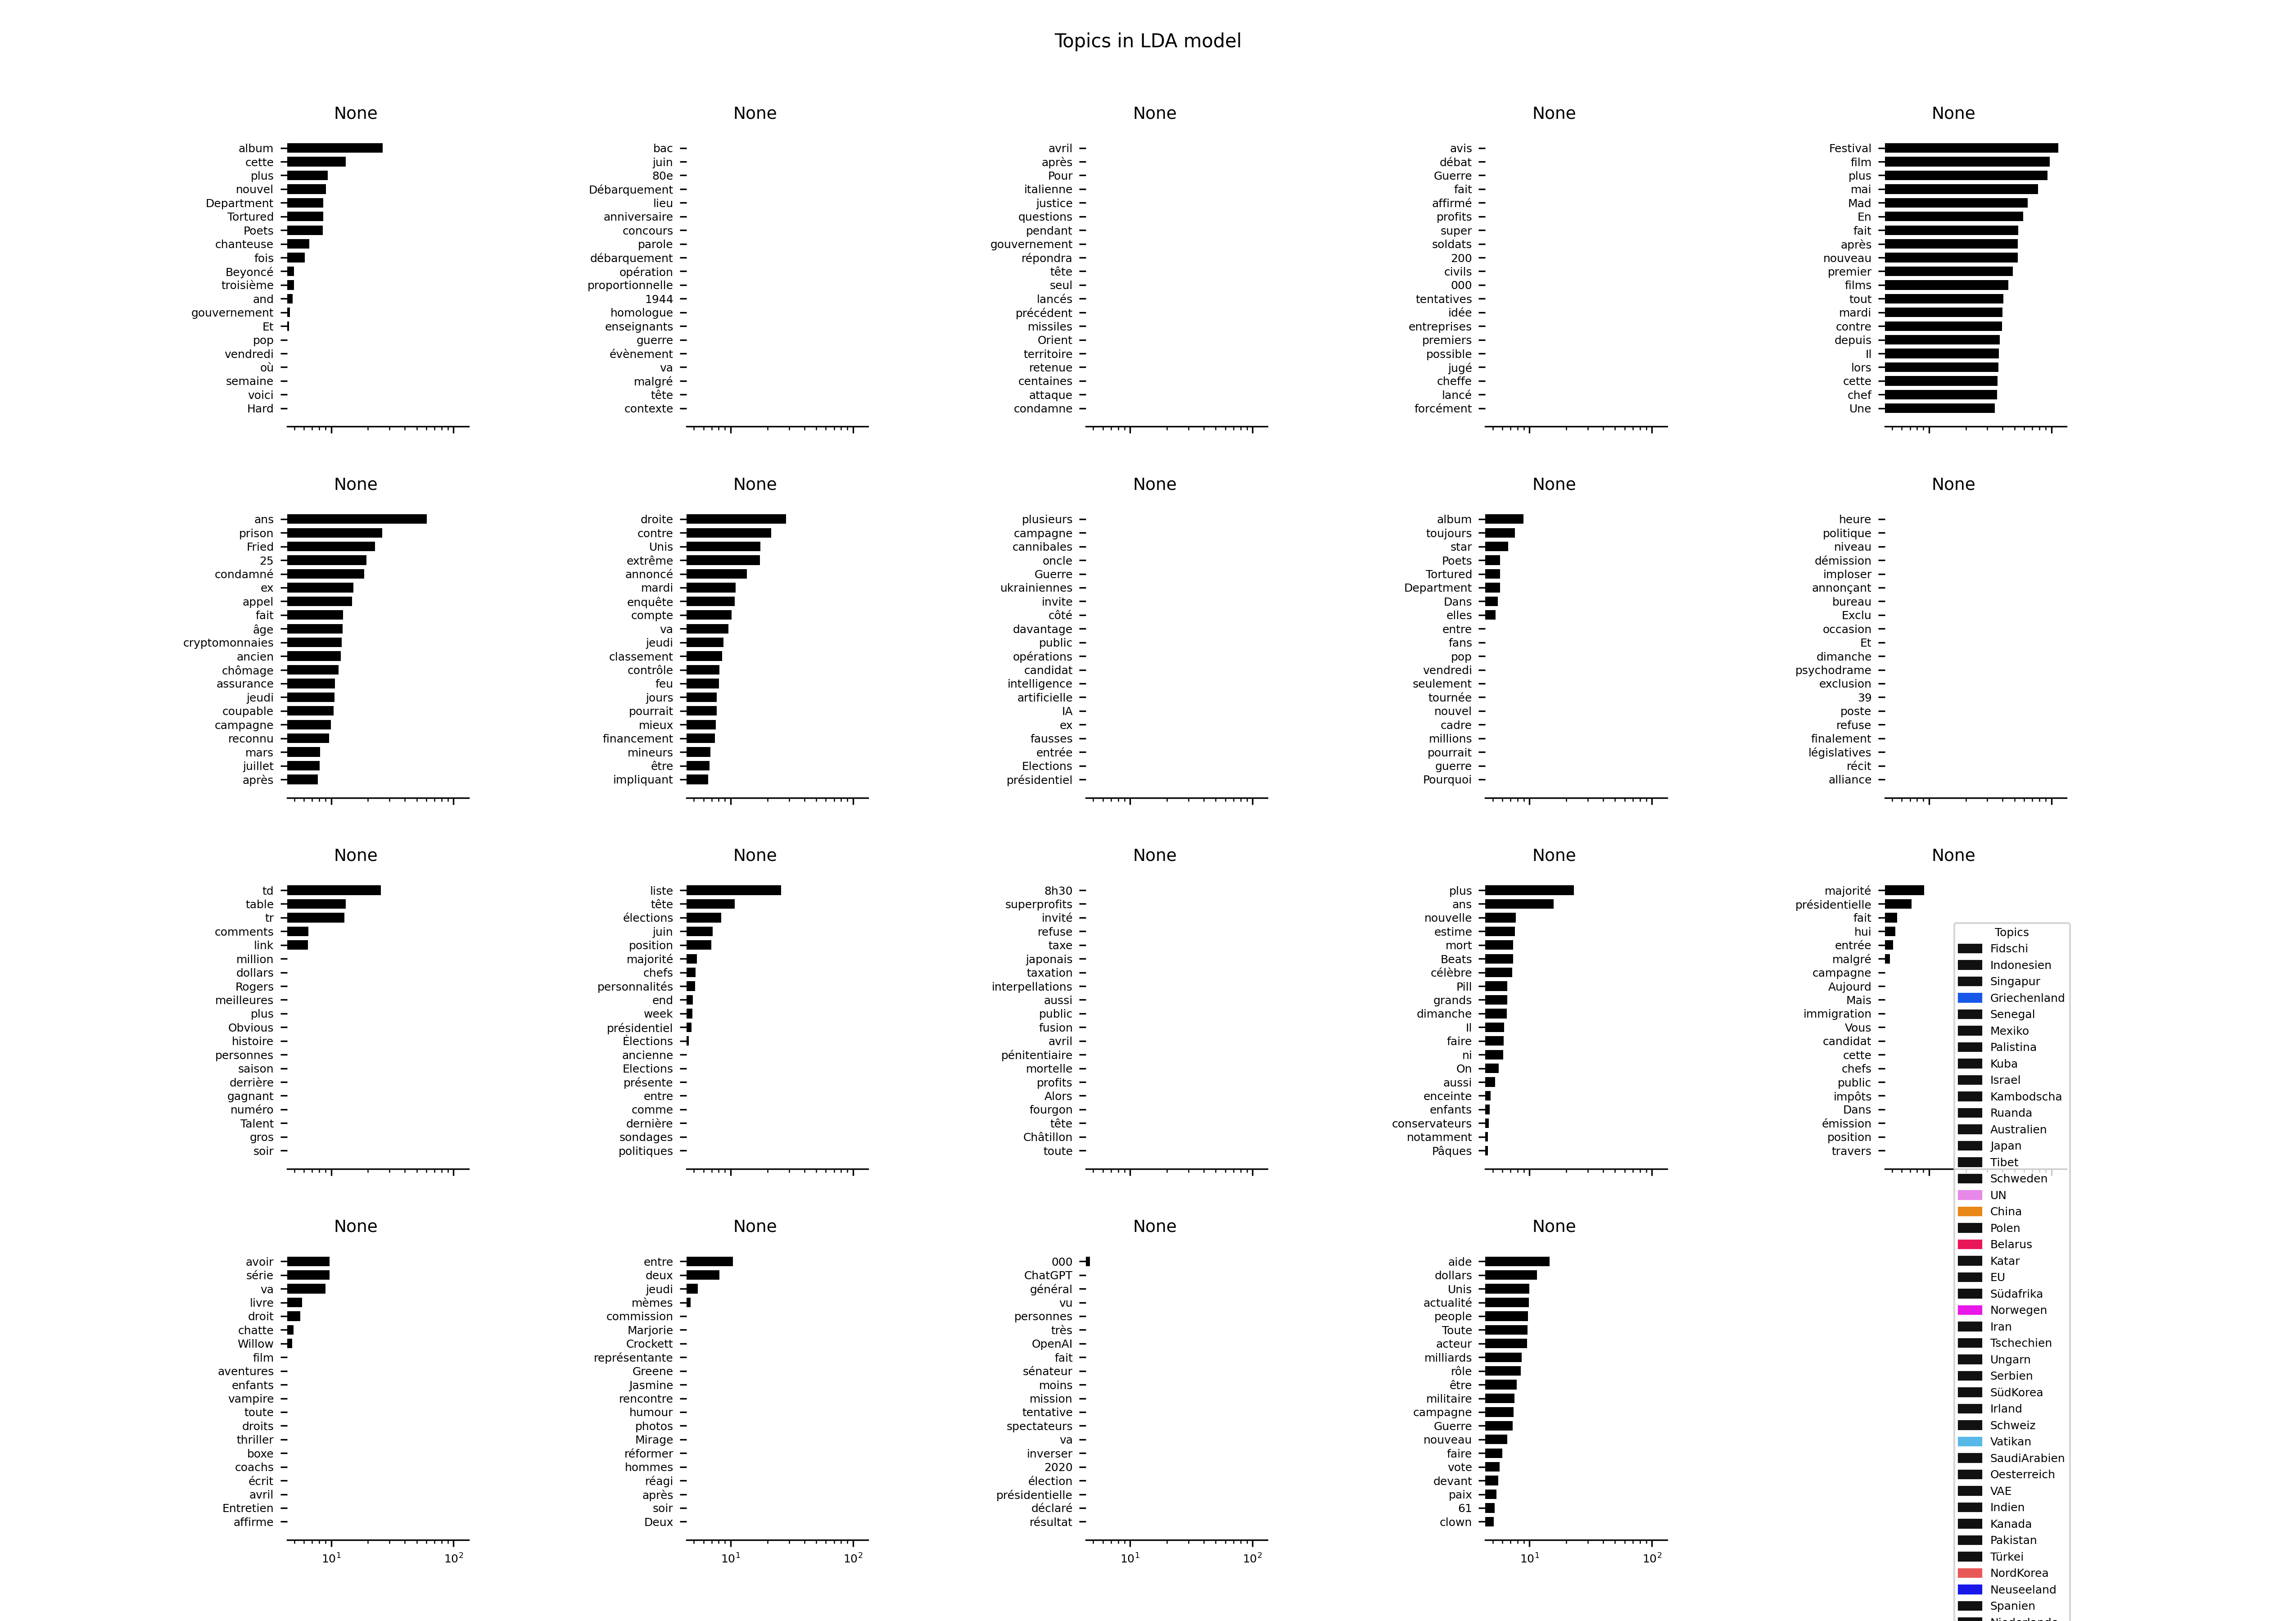 Topics in LDA model
None
album
cette
plus
nouvel
Department
Tortured
Poets
chanteuse
fois
Beyoncé
troisième
and
gouvernement
Et
pop
vendredi
où
semaine
voici
Hard
None
bac
juin
80e
Débarquement
lieu
anniversaire
concours
parole
débarquement
opération
proportionnelle
1944
homologue
enseignants
guerre
évènement
va
malgré
tête
contexte
None
avril
après
Pour
italienne
justice
questions
pendant
gouvernement
répondra
tête
seul
lancés
précédent
missiles
Orient
territoire
retenue
centaines
attaque
condamne
None
avis
débat
Guerre
fait
affirmé
profits
super
soldats
200
civils
000
tentatives
idée
entreprises
premiers
possible
jugé
cheffe
lancé
forcément
None
Festival
film
plus
mai
Mad
En
fait
après
nouveau
premier
films
tout
mardi
contre
depuis
Il
lors
cette
chef
Une
None
ans
prison
Fried
25
condamné
ex
appel
fait
âge
cryptomonnaies
ancien
chômage
assurance
jeudi
coupable
campagne
reconnu
mars
juillet
après
None
droite
contre
Unis
extrême
annoncé
mardi
enquête
compte
va
jeudi
classement
contrôle
feu
jours
pourrait
mieux
financement
mineurs
être
impliquant
None
plusieurs
campagne
cannibales
oncle
Guerre
ukrainiennes
invite
côté
davantage
public
opérations
candidat
intelligence
artificielle
IA
ex
fausses
entrée
Elections
présidentiel
None
album
toujours
star
Poets
Tortured
Department
Dans
elles
entre
fans
pop
vendredi
seulement
tournée
nouvel
cadre
millions
pourrait
guerre
Pourquoi
None
heure
politique
niveau
démission
imploser
annonçant
bureau
Exclu
occasion
Et
dimanche
psychodrame
exclusion
39
poste
refuse
finalement
législatives
récit
alliance
None
td
table
tr
comments
link
million
dollars
Rogers
meilleures
plus
Obvious
histoire
personnes
saison
derrière
gagnant
numéro
Talent
gros
soir
None
liste
tête
élections
juin
position
majorité
chefs
personnalités
end
week
présidentiel
Élections
ancienne
Elections
présente
entre
comme
dernière
sondages
politiques
None
8h30
superprofits
invité
refuse
taxe
japonais
taxation
interpellations
aussi
public
fusion
avril
pénitentiaire
mortelle
profits
Alors
fourgon
tête
Châtillon
toute
None
plus
ans
nouvelle
estime
mort
Beats
célèbre
Pill
grands
dimanche
Il
faire
ni
On
aussi
enceinte
enfants
conservateurs
notamment
Pâques
None
majorité
présidentielle
fait
hui
entrée
malgré
campagne
Aujourd
Mais
immigration
Vous
candidat
cette
chefs
public
impôts
Dans
émission
position
travers
None
avoir
série
va
livre
droit
chatte
Willow
film
aventures
enfants
vampire
toute
droits
thriller
boxe
coachs
écrit
avril
Entretien
affirme
10¹ 10²
None
entre
deux
jeudi
mèmes
commission
Marjorie
Crockett
représentante
Greene
Jasmine
rencontre
humour
photos
Mirage
réformer
hommes
réagi
après
soir
Deux
10¹ 10²
None
000
ChatGPT
général
vu
personnes
très
OpenAI
fait
sénateur
moins
mission
tentative
spectateurs
va
inverser
2020
élection
présidentielle
déclaré
résultat
10¹ 10²
None
aide
dollars
Unis
actualité
people
Toute
acteur
milliards
rôle
être
militaire
campagne
Guerre
nouveau
faire
vote
devant
paix
61
clown
10¹ 10²
Topics
Fidschi
Indonesien
Singapur
Griechenland
Senegal
Mexiko
Palistina
Kuba
Israel
Kambodscha
Ruanda
Australien
Japan
Tibet
Schweden
UN
China
Polen
Belarus
Katar
EU
Südafrika
Norwegen
Iran
Tschechien
Ungarn
Serbien
SüdKorea
Irland
Schweiz
Vatikan
SaudiArabien
Oesterreich
VAE
Indien
Kanada
Pakistan
Türkei
NordKorea
Neuseeland
Spanien